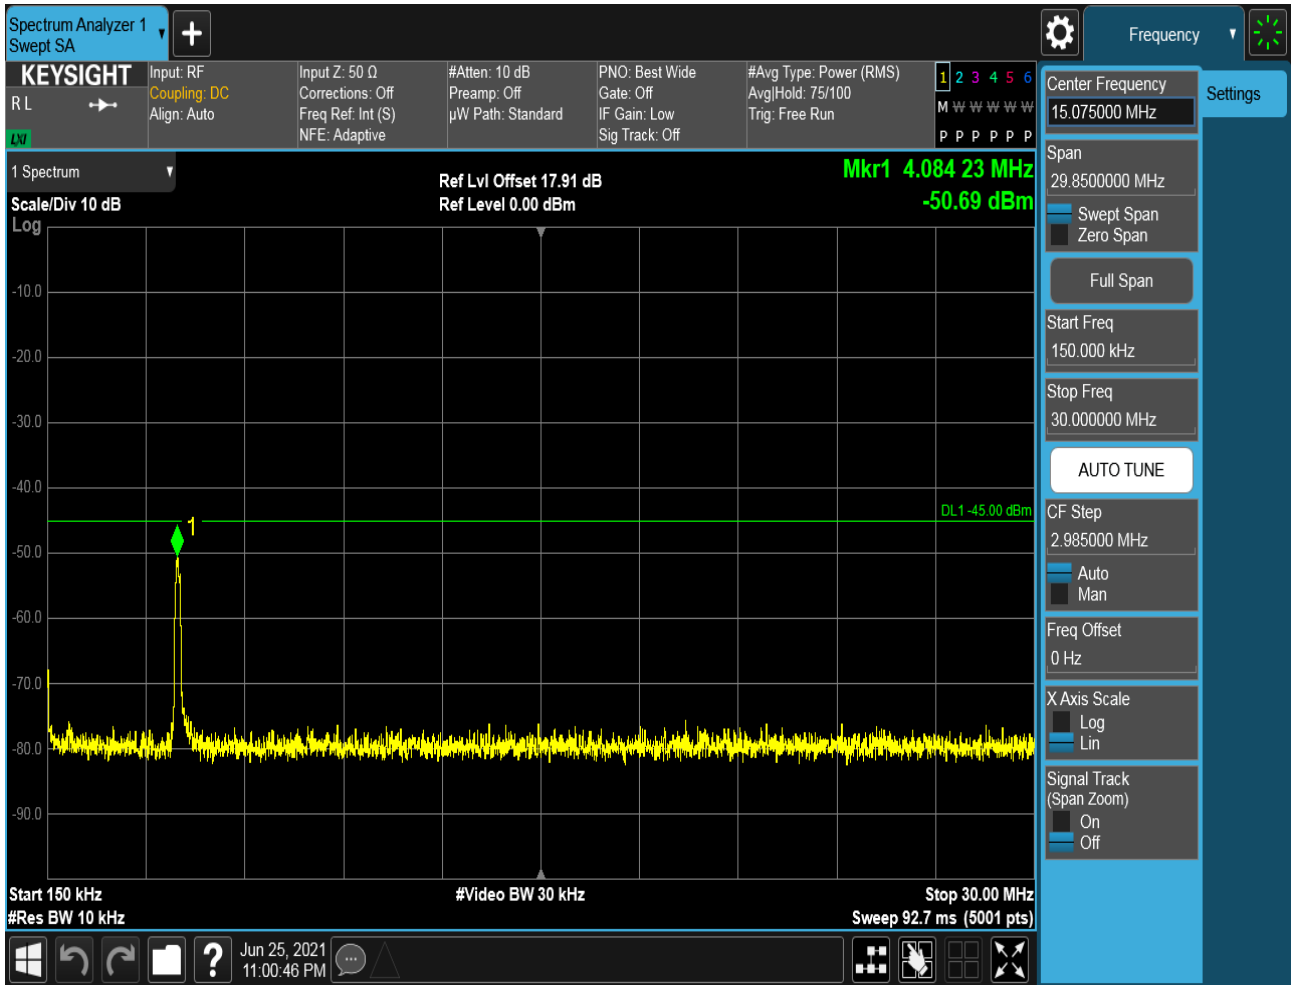 Spectrum Analyzer 1
Swept SA
Frequency
KEYSIGHT
R L
LXI
Input: RF
Coupling: DC
Align: Auto
Input Z: 50 Ω
Corrections: Off
Freq Ref: Int (S)
NFE: Adaptive
#Atten: 10 dB
Preamp: Off
µW Path: Standard
PNO: Best Wide
Gate: Off
IF Gain: Low
Sig Track: Off
#Avg Type: Power (RMS)
Avg|Hold: 75/100
Trig: Free Run
1 2 3 4 5 6
M W W W W W
P P P P P P
1 Spectrum
Scale/Div 10 dB
Log
Ref Lvl Offset 17.91 dB
Ref Level 0.00 dBm
Mkr1 4.084 23 MHz
-50.69 dBm
-10.0
-20.0
-30.0
-40.0
-50.0
-60.0
-70.0
-80.0
-90.0
1
DL1 -45.00 dBm
Start 150 kHz
#Res BW 10 kHz
#Video BW 30 kHz
Stop 30.00 MHz
Sweep 92.7 ms (5001 pts)
?
Jun 25, 2021
11:00:46 PM
Center Frequency
15.075000 MHz
Settings
Span
29.8500000 MHz
Swept Span
Zero Span
Full Span
Start Freq
150.000 kHz
Stop Freq
30.000000 MHz
AUTO TUNE
CF Step
2.985000 MHz
Auto
Man
Freq Offset
0 Hz
X Axis Scale
Log
Lin
Signal Track
(Span Zoom)
On
Off